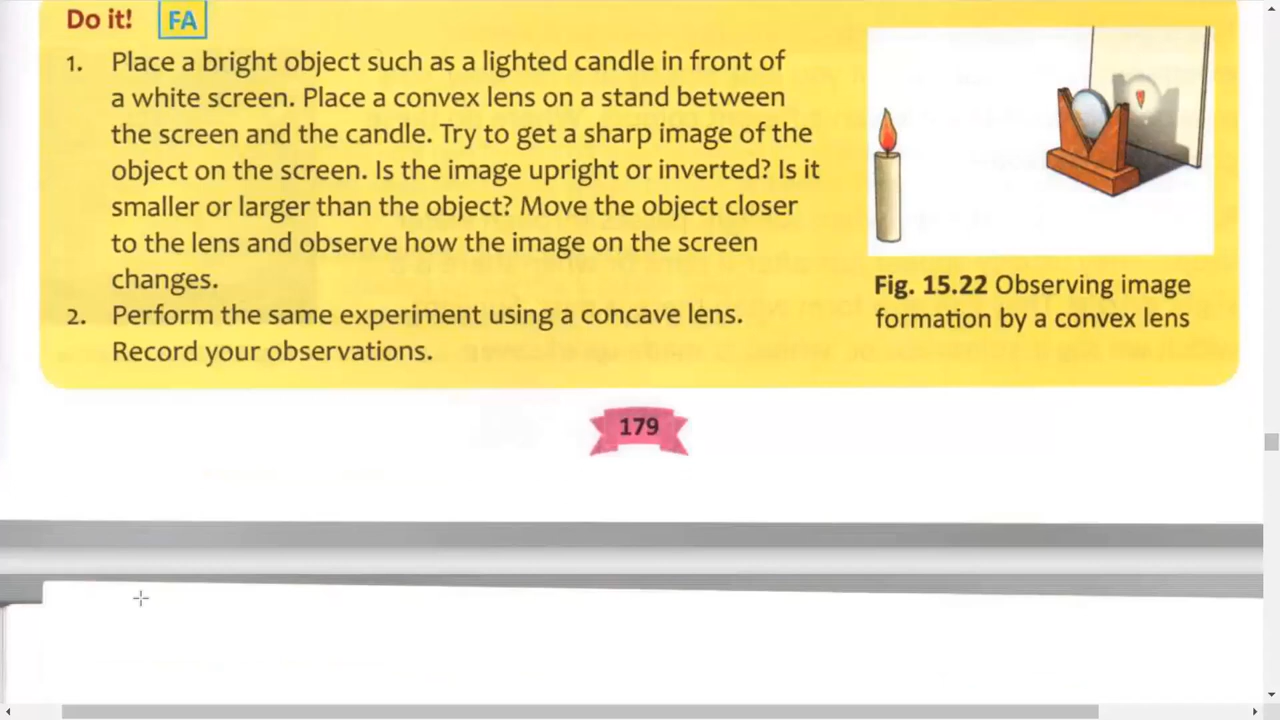 Do it! FA
1. Place a bright object such as a lighted candle in front of
a white screen. Place a convex lens on a stand between
the screen and the candle. Try to get a sharp image of the
object on the screen. Is the image upright or inverted? Is it
smaller or larger than the object? Move the object closer
to the lens and observe how the image on the screen
changes.
2. Perform the same experiment using a concave lens.
Record your observations.
Fig. 15.22 Observing image
formation by a convex lens
179